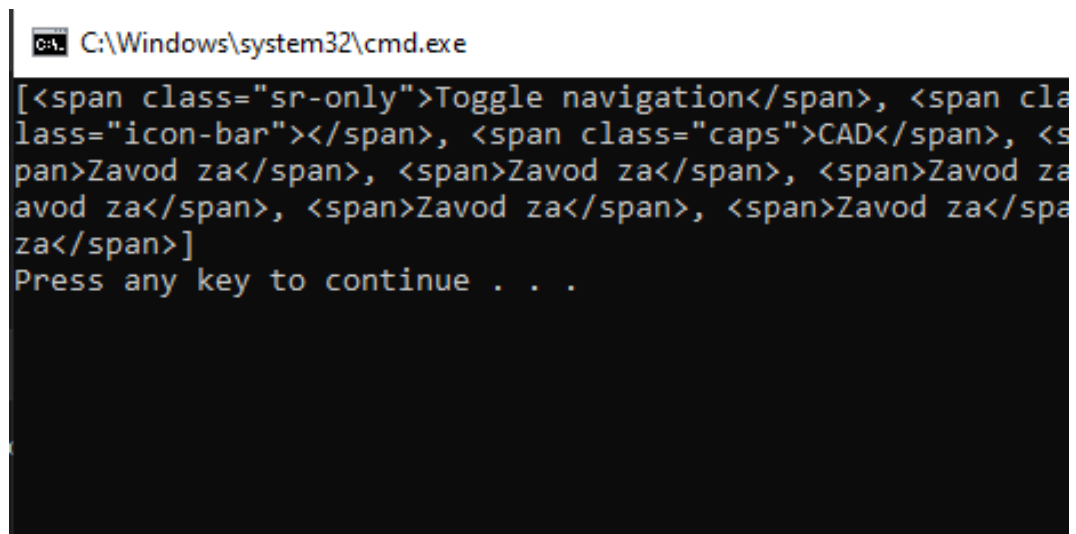 C:\Windows\system32\cmd.exe
[<span class="sr-only">Toggle navigation</span>, <span cla
lass="icon-bar"></span>, <span class="caps">CAD</span>, <s
pan>Zavod za</span>, <span>Zavod za</span>, <span>Zavod za
avod za</span>, <span>Zavod za</span>, <span>Zavod za</spa
za</span>]
Press any key to continue . . .